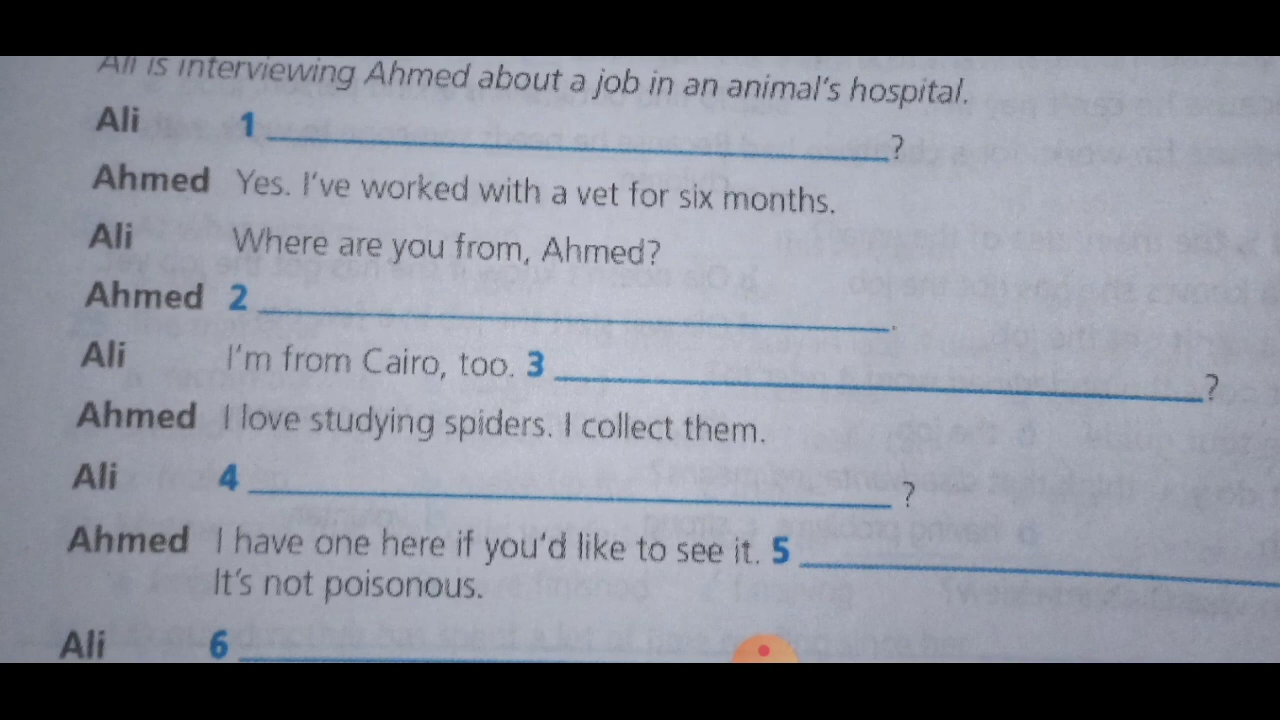 Ali is interviewing Ahmed about a job in an animal's hospital.
Ali 1 ?
Ahmed Yes. I've worked with a vet for six months.
Ali Where are you from, Ahmed?
Ahmed 2 .
Ali I'm from Cairo, too. 3 ?
Ahmed I love studying spiders. I collect them.
Ali 4 ?
Ahmed I have one here if you'd like to see it. 5
It's not poisonous.
Ali 6